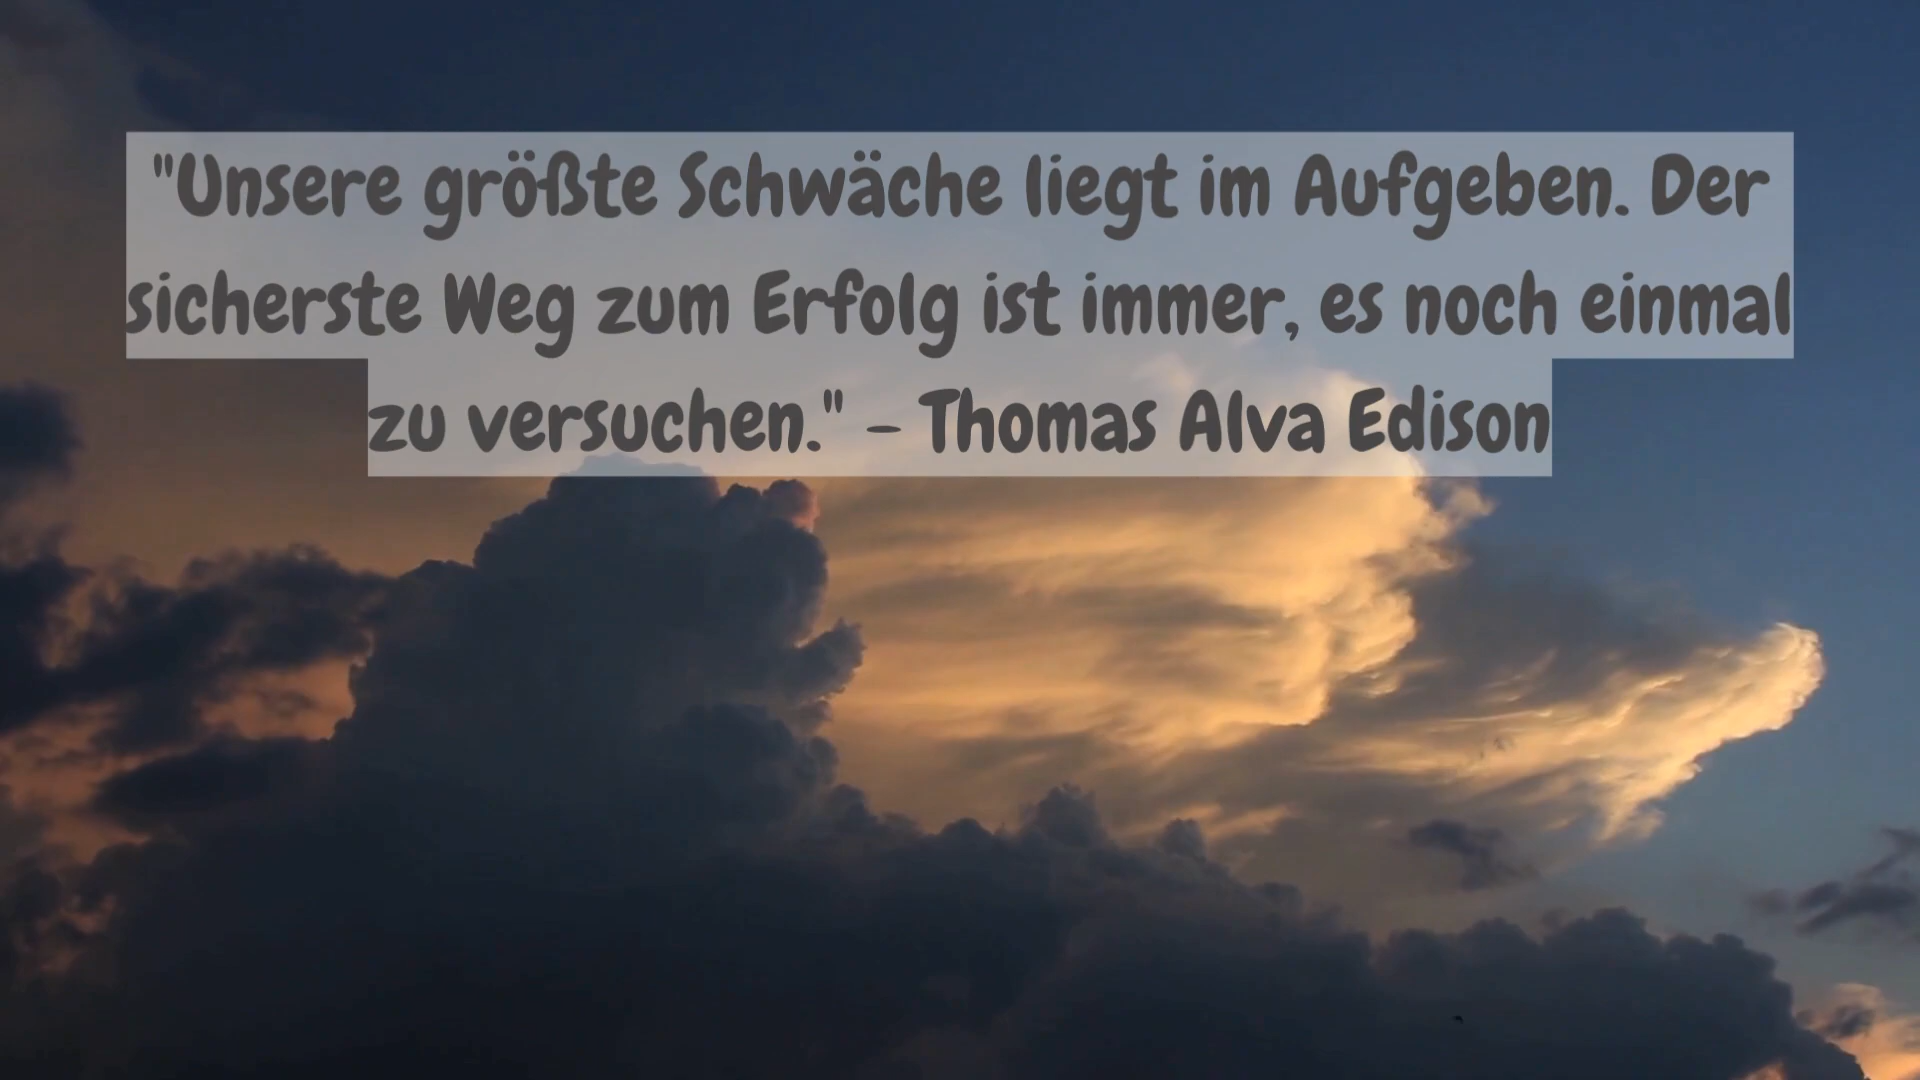 "Unsere größte Schwäche liegt im Aufgeben. Der
sicherste Weg zum Erfolg ist immer, es noch einmal
zu versuchen." – Thomas Alva Edison